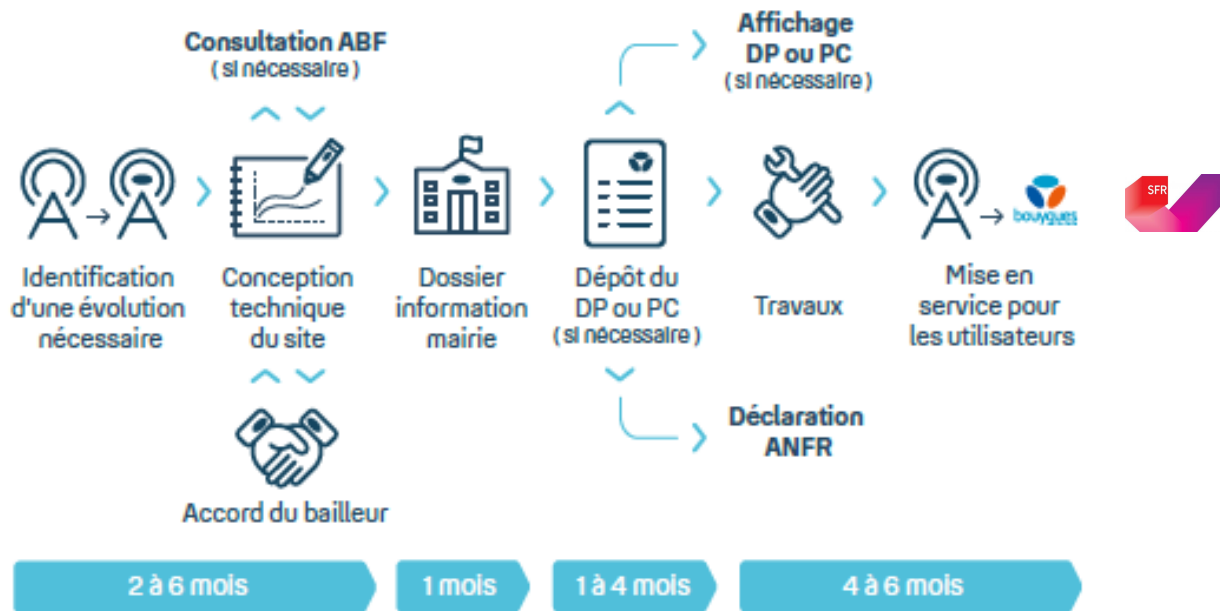 Consultation ABF
( si nécessaire )
Affichage
DP ou PC
( si nécessaire )
Identification
d'une évolution
nécessaire
Conception
technique
du site
Dossier
information
mairie
Dépôt du
DP ou PC
( si nécessaire )
Travaux
Mise en
service pour
les utilisateurs
bouygues
SFR
Accord du bailleur
Déclaration
ANFR
2 à 6 mois
1 mois
1 à 4 mois
4 à 6 mois